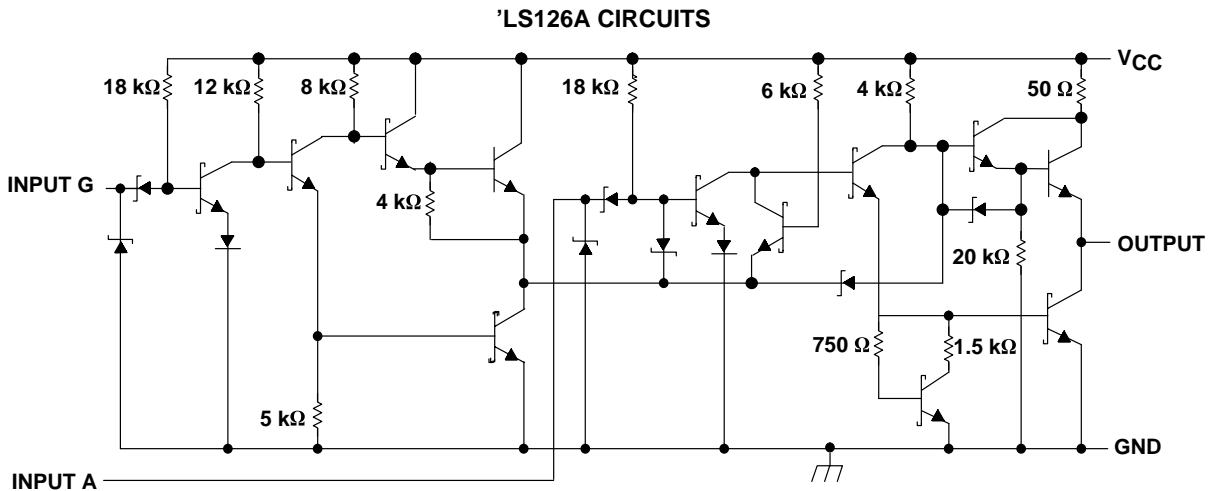 ’LS126A CIRCUITS
VCC
18 kΩ
12 kΩ
8 kΩ
18 kΩ
6 kΩ
4 kΩ
50 Ω
INPUT G
4 kΩ
20 kΩ
OUTPUT
750 Ω
1.5 kΩ
5 kΩ
GND
INPUT A